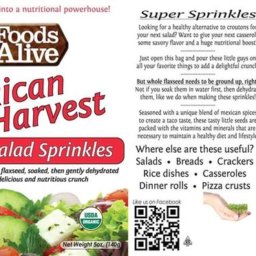 into a nutritional powerhouse!
Foods
Alive
ican
Harvest
alad Sprinkles
flaxseed, soaked, then gently dehydrated
delicious and nutritious crunch
USDA
ORGANIC
Net Weight 5oz. (140g
Super Sprinkles
Looking for a healthy alternative to croutons for
your next salad? Want to give your next casserole
some savory flavor and a huge nutritional boost
Just open this bag and pour these little guys on
all your favorite things to add a delightful crunch
But whole flaxseed needs to be ground up, right
Not if you soak them in water first, then dehydrate
them, like we do when making these sprinkles!
Seasoned with a unique blend of mexican spices
to create a taco taste, these tasty little seeds are
packed with the vitamins and minerals that are
necessary to maintain a healthy diet and lifestyle
Where else are these useful?
Salads • Breads • Crackers
Rice dishes • Casseroles
Dinner rolls • Pizza crusts
Like us on Facebook